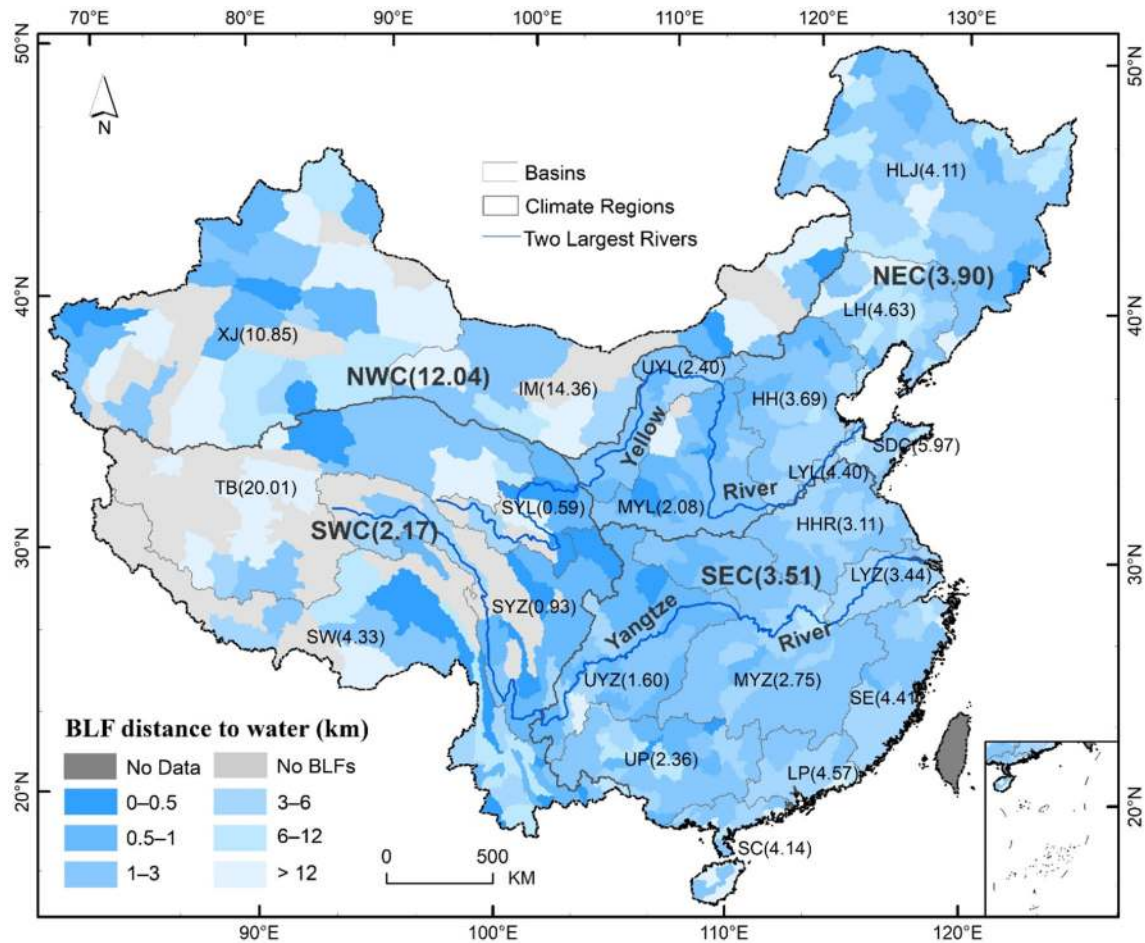 70°E 80°E 90°E 100°E 110°E 120°E 130°E
50°N 50°N
N
Basins
Climate Regions
Two Largest Rivers
HLJ(4.11)
NEC(3.90)
40°N 40°N
LH(4.63)
XJ(10.85)
NWC(12.04)
IM(14.36)
UYL(2.40)
HH(3.69)
Yellow
River
SDC(5.97)
LYL(4.40)
TB(20.01)
SYL(0.59)
MYL(2.08)
HHR(3.11)
SWC(2.17)
30°N 30°N
SEC(3.51)
LYZ(3.44)
SYZ(0.93)
Yangtze
River
SW(4.33)
UYZ(1.60)
MYZ(2.75)
SE(4.41)
UP(2.36)
LP(4.57)
SC(4.14)
BLF distance to water (km)
No Data No BLFs
0–0.5 3–6
0.5–1 6–12
1–3 > 12
0 500
KM
20°N 20°N
90°E 100°E 110°E 120°E